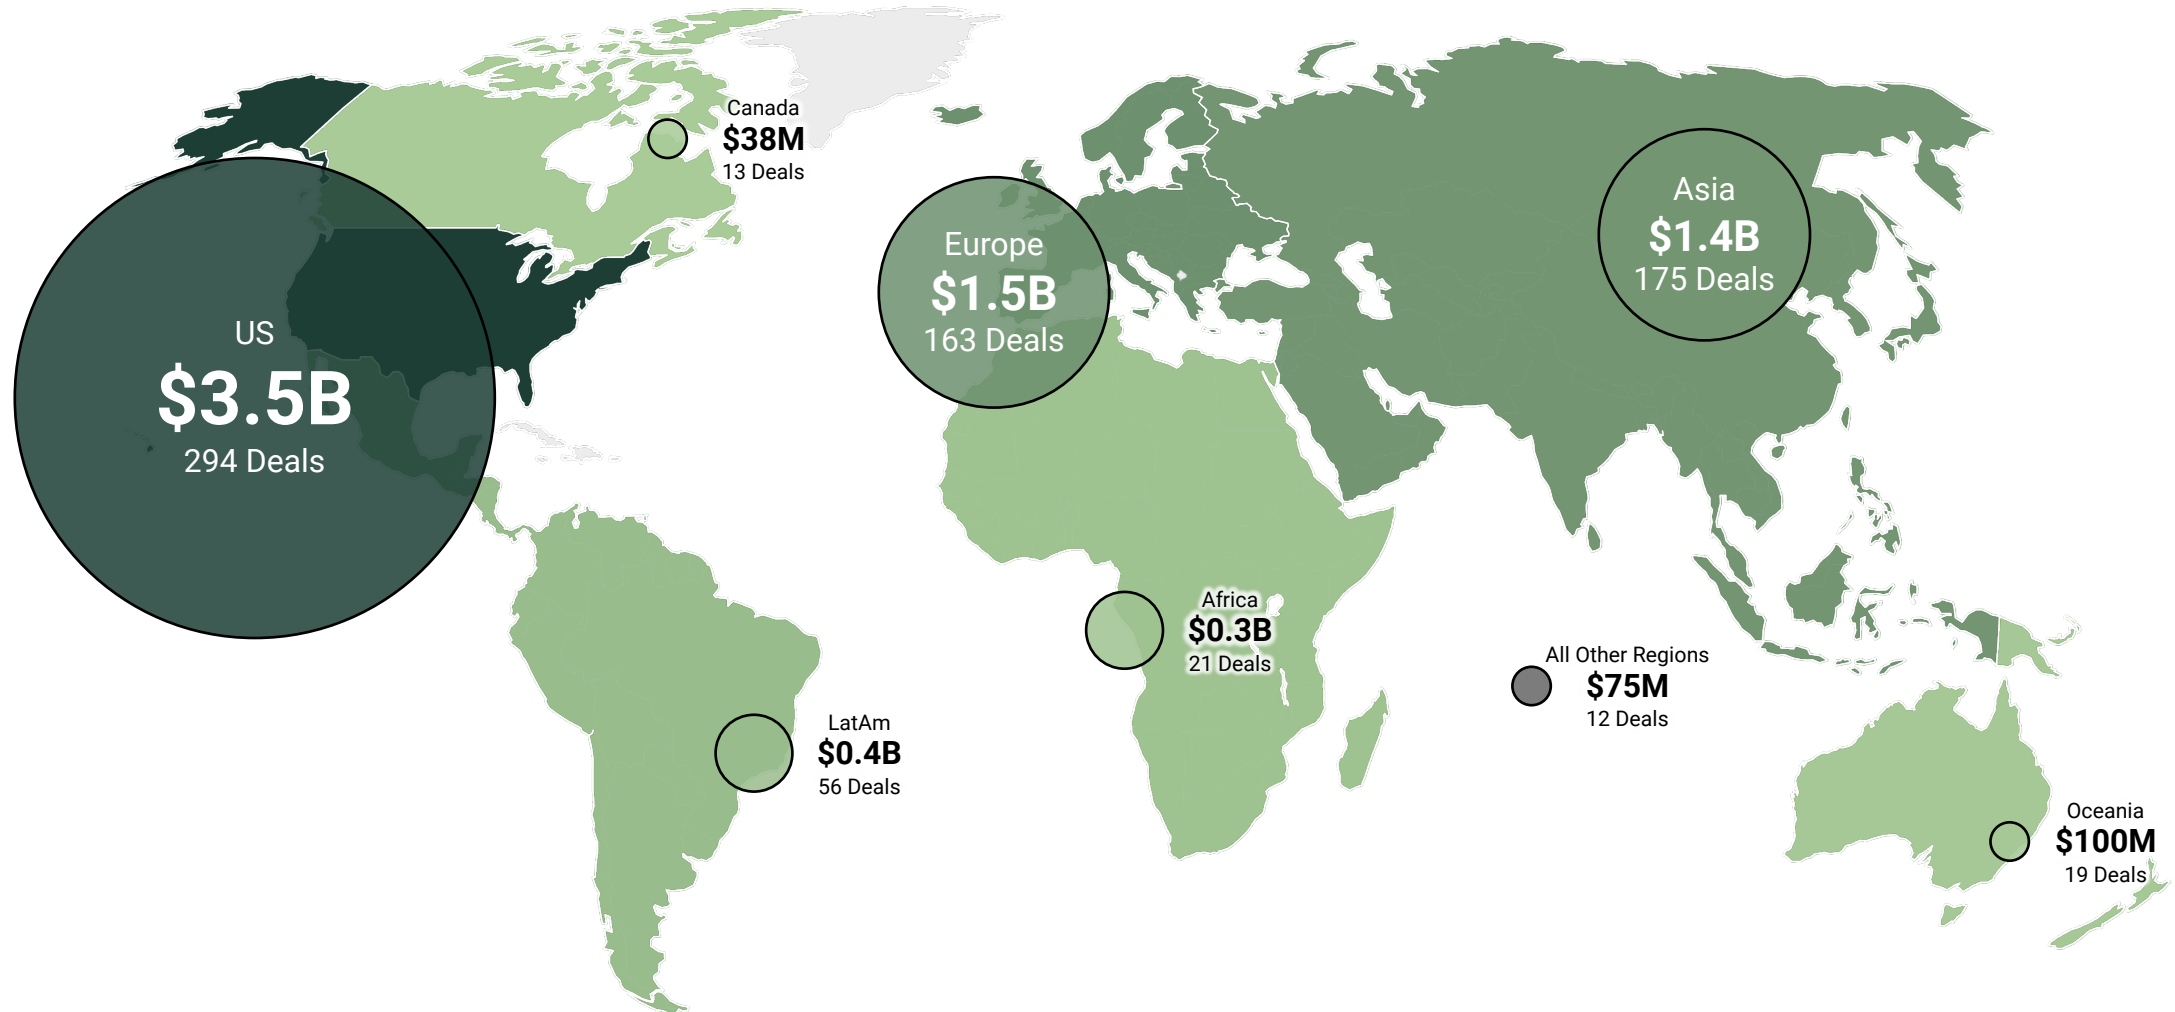 Canada
$38M
13 Deals
US
$3.5B
294 Deals
Europe
$1.5B
163 Deals
Asia
$1.4B
175 Deals
LatAm
$0.4B
56 Deals
Africa
$0.3B
21 Deals
All Other Regions
$75M
12 Deals
Oceania
$100M
19 Deals